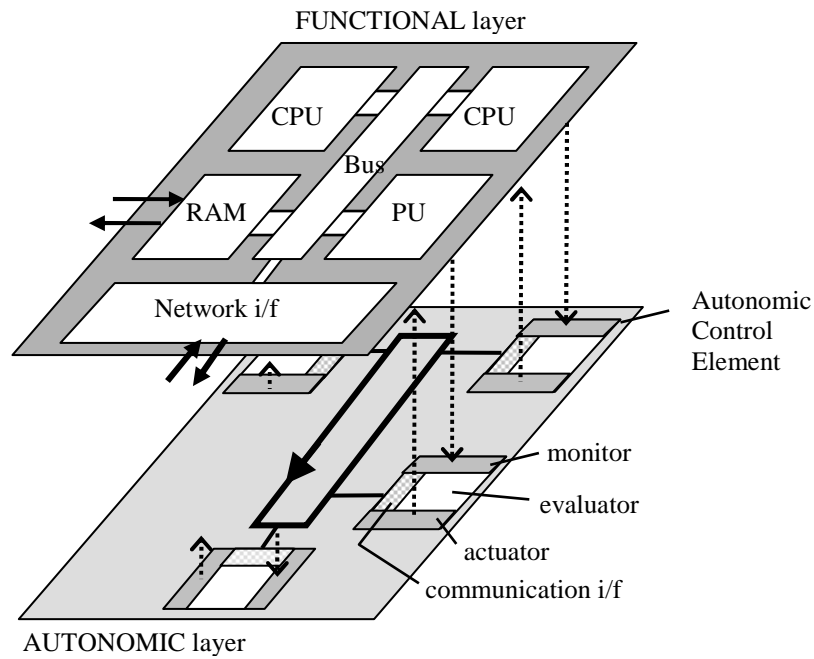 FUNCTIONAL layer
CPU
CPU
Bus
RAM
PU
Network i/f
Autonomic
Control
Element
monitor
evaluator
actuator
communication i/f
AUTONOMIC layer